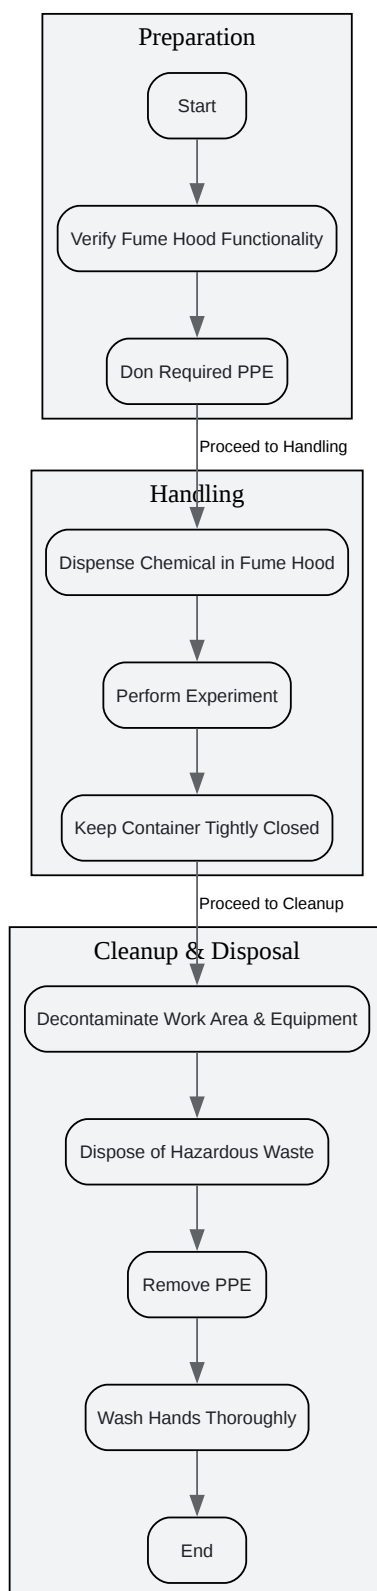 Preparation
Start
Verify Fume Hood Functionality
Don Required PPE
Proceed to Handling
Handling
Dispense Chemical in Fume Hood
Perform Experiment
Keep Container Tightly Closed
Proceed to Cleanup
Cleanup & Disposal
Decontaminate Work Area & Equipment
Dispose of Hazardous Waste
Remove PPE
Wash Hands Thoroughly
End